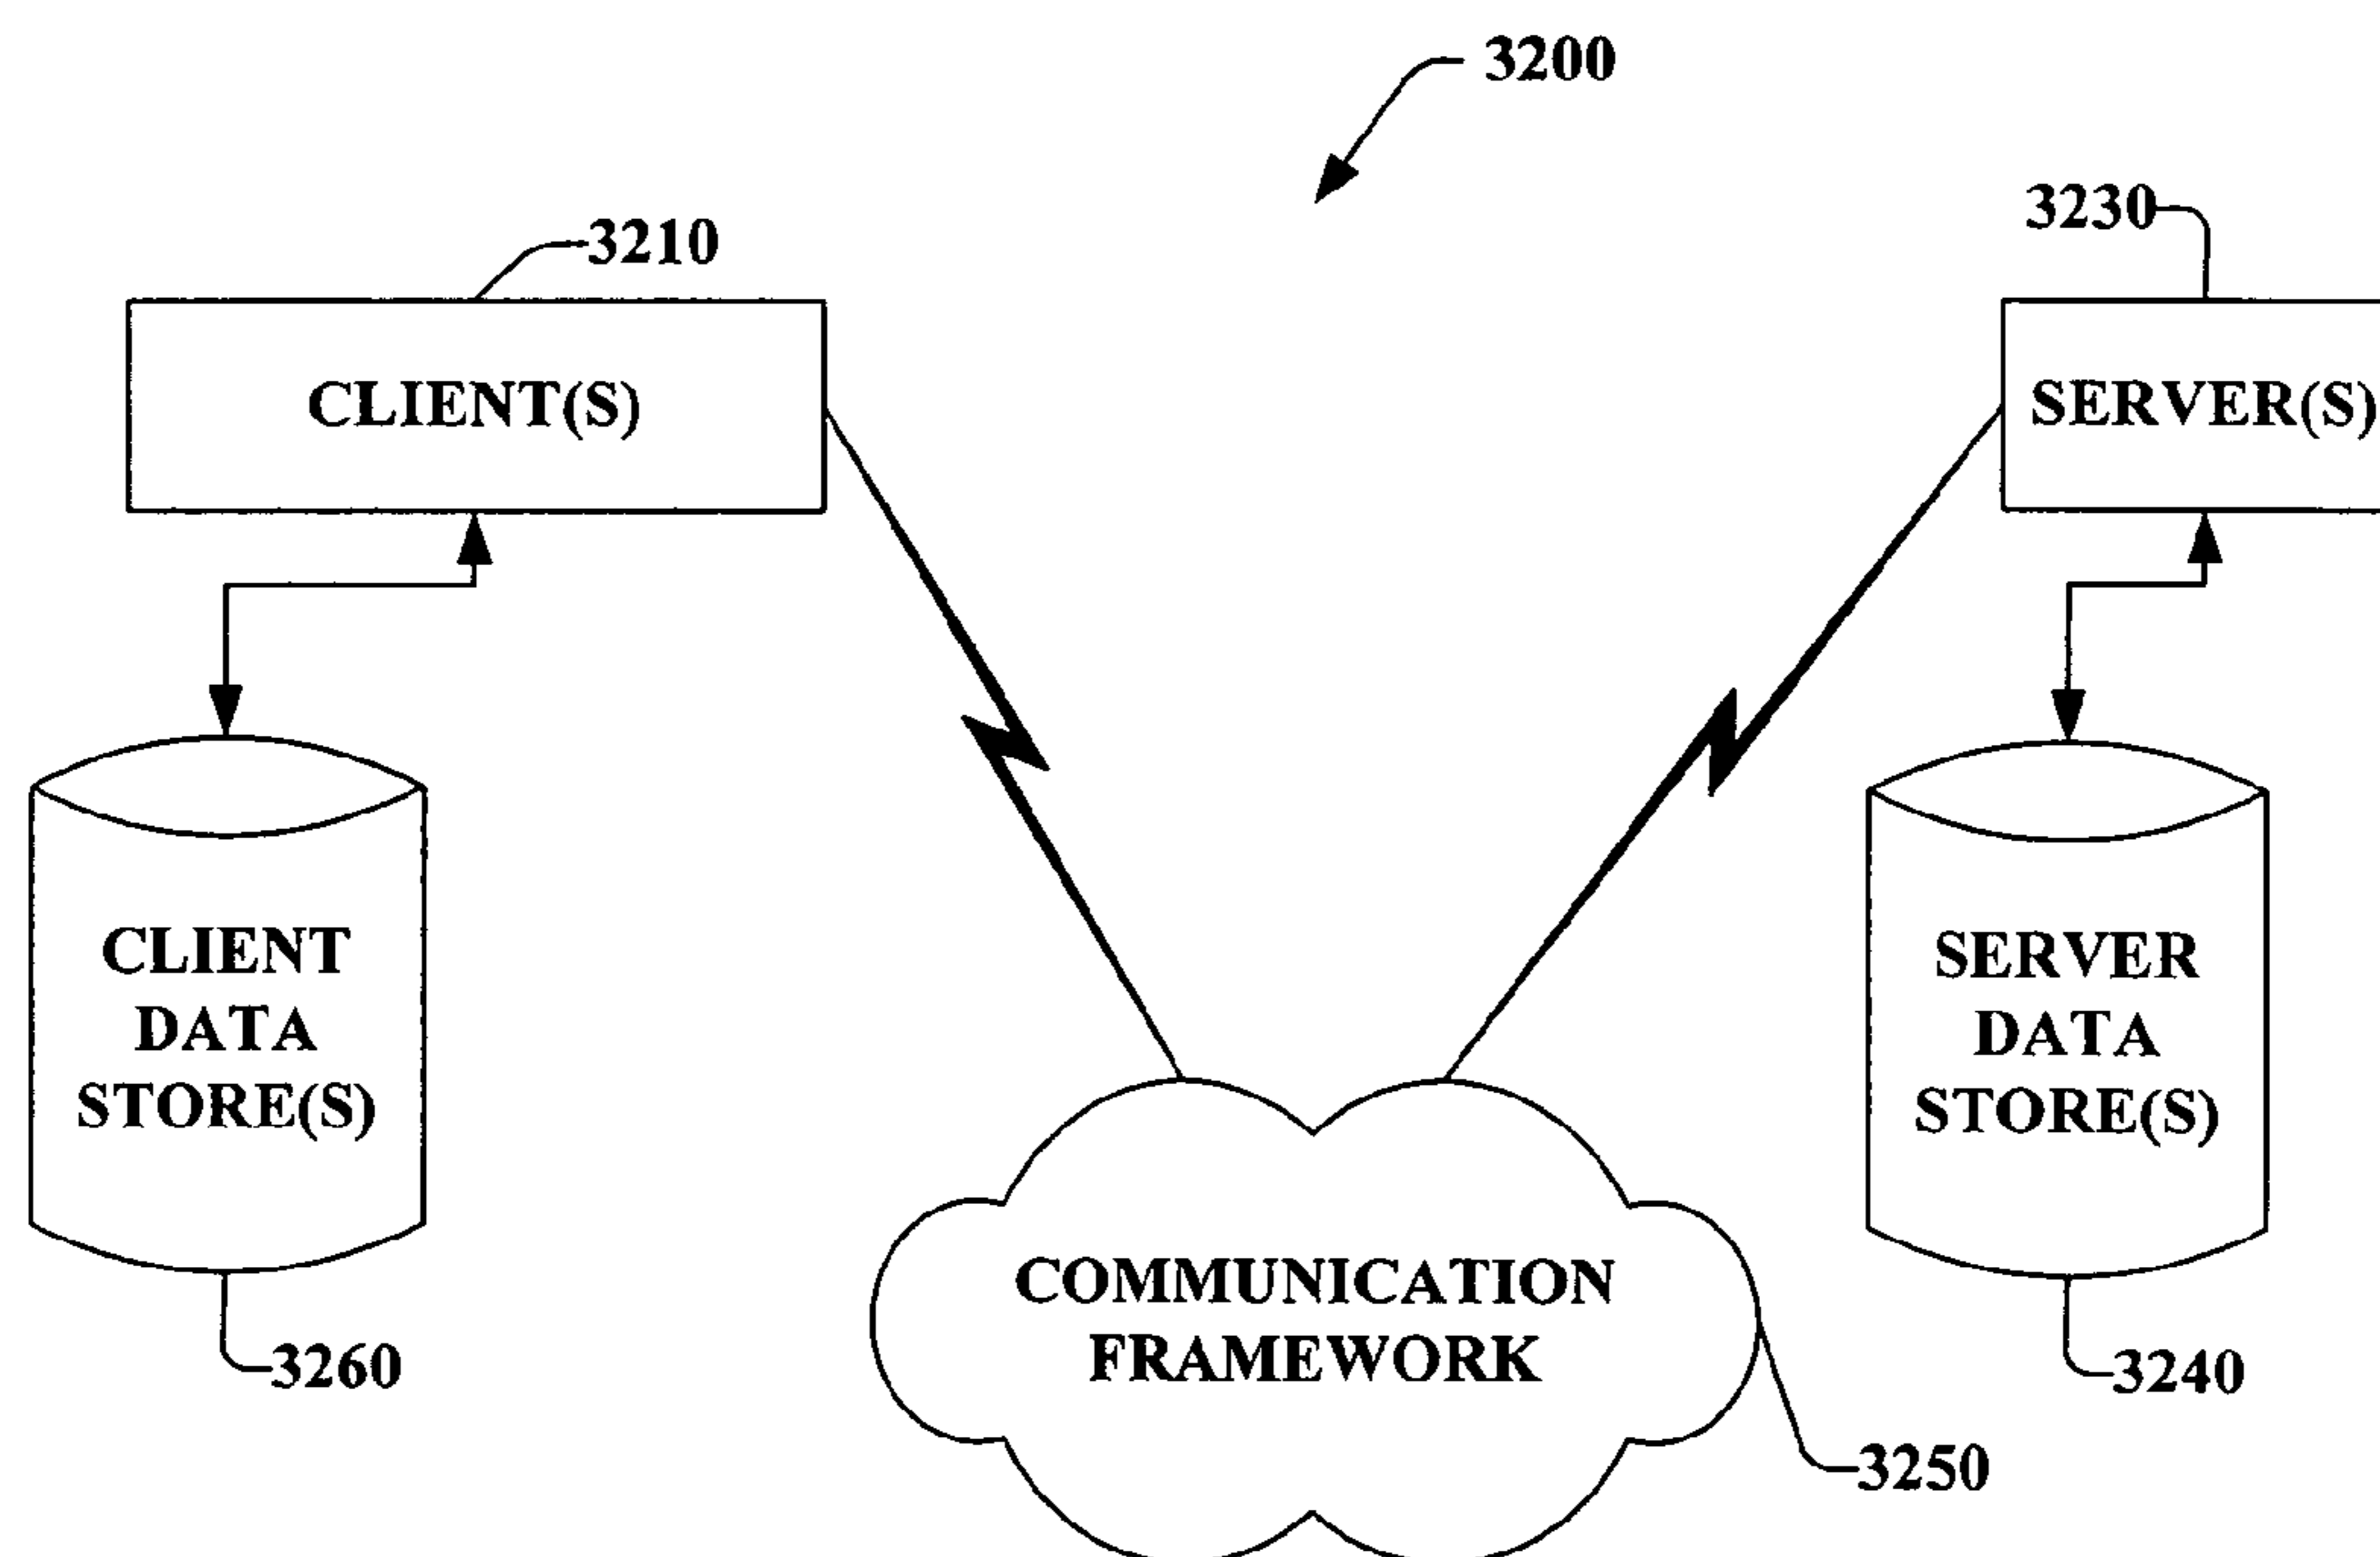 3200
3210
3230
CLIENT(S)
SERVER(S)
CLIENT
DATA
STORE(S)
SERVER
DATA
STORE(S)
COMMUNICATION
FRAMEWORK
3260
3240
3250